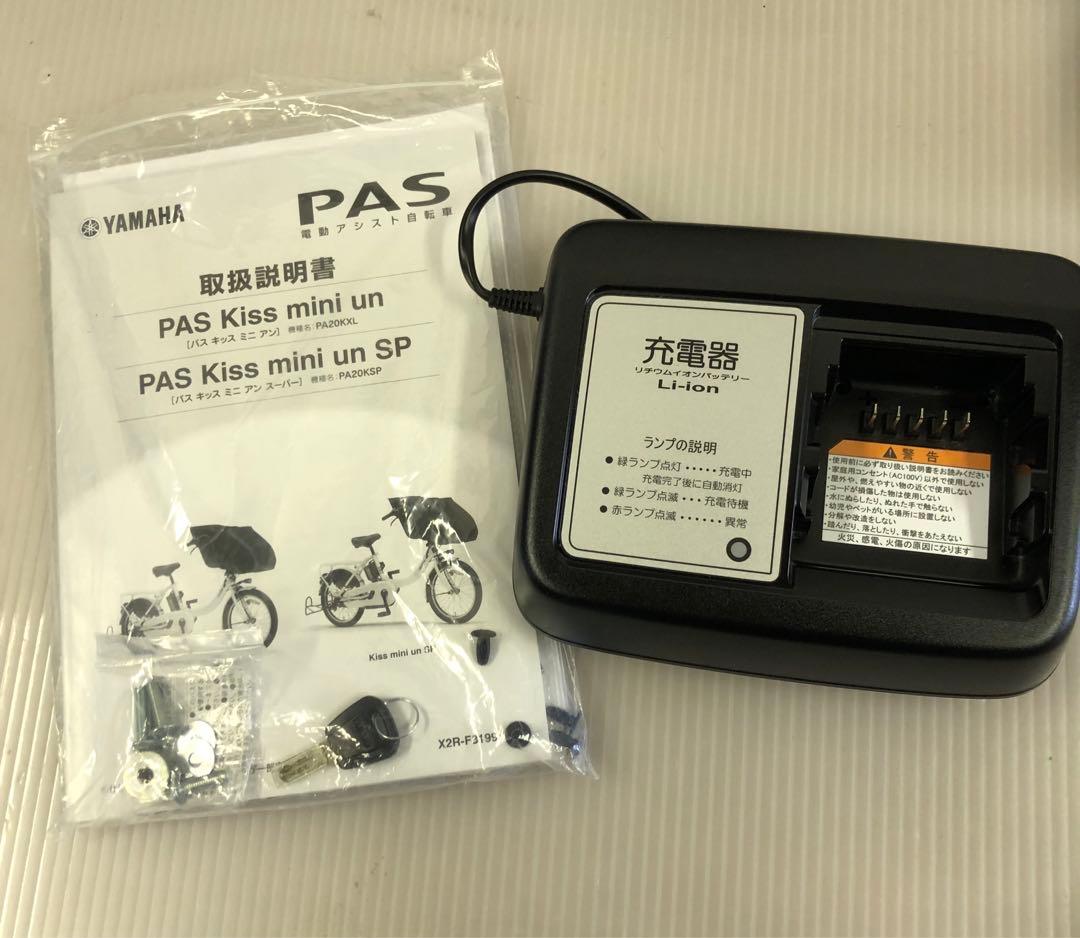 YAMAHA
PAS
電動アシスト自転車
取扱説明書
PAS Kiss mini un
[パス キッス ミニ アン] 機種名:PA20KXL
PAS Kiss mini un SP
[パス キッス ミニ アン スーパー] 機種名:PA20KSP
Kiss mini un SP
X2R-F3199
充電器
リチウムイオンバッテリー
Li-ion
ランプの説明
●緑ランプ点灯・・・・・充電中
充電完了後に自動消灯
●緑ランプ点滅・・・充電待機
●赤ランプ点滅・・・・・・異常
警告
・使用前に必ず取り扱い説明書をお読みください
・家庭用コンセント(AC100V)以外で使用しない
・屋外や、燃えやすい物の近くで使用しない
・コードが損傷した物は使用しない
・水にぬらしたり、ぬれた手で触らない
・幼児やペットがいる場所に設置しない
・分解や改造をしない
・踏んだり、落としたり、衝撃をあたえない
火災、感電、火傷の原因になります